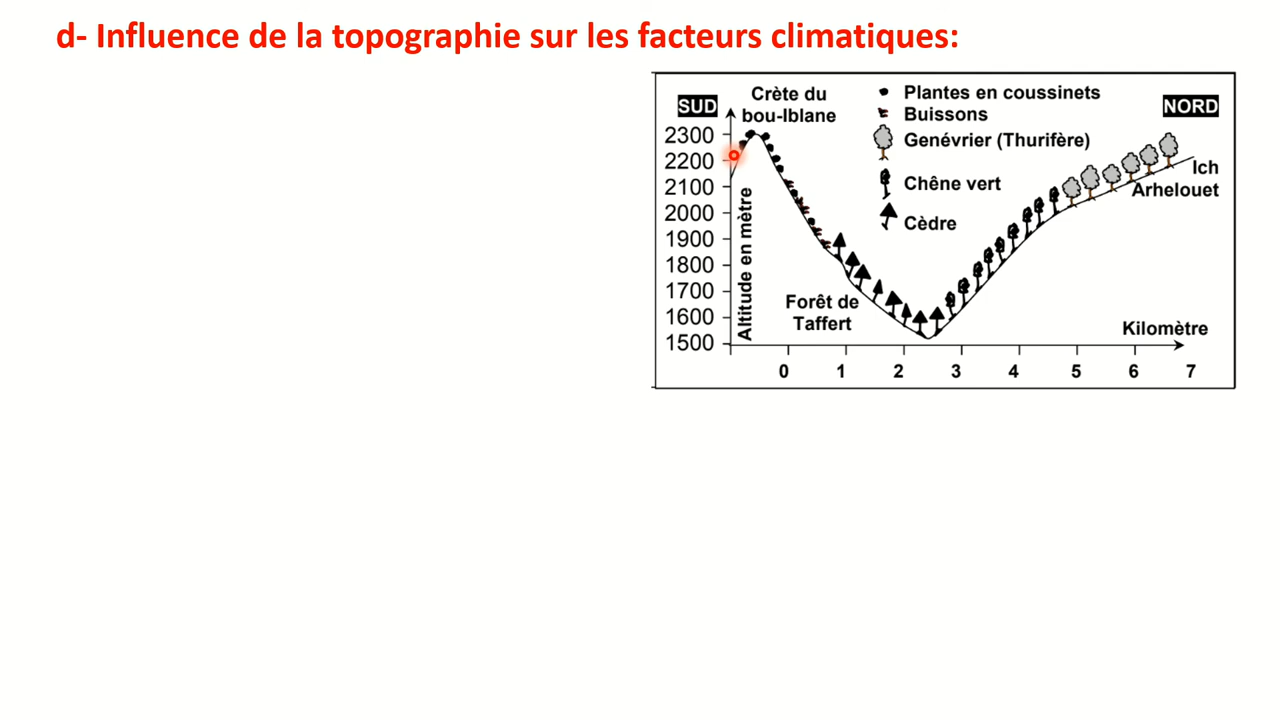 d- Influence de la topographie sur les facteurs climatiques:
SUD
Crète du
bou-Iblane
Plantes en coussinets
Buissons
Genévrier (Thurifère)
Chêne vert
Cèdre
NORD
Ich
Arhelouet
2300
2200
2100
2000
1900
1800
1700
1600
1500
Altitude en mètre
Forêt de
Taffert
Kilomètre
0 1 2 3 4 5 6 7